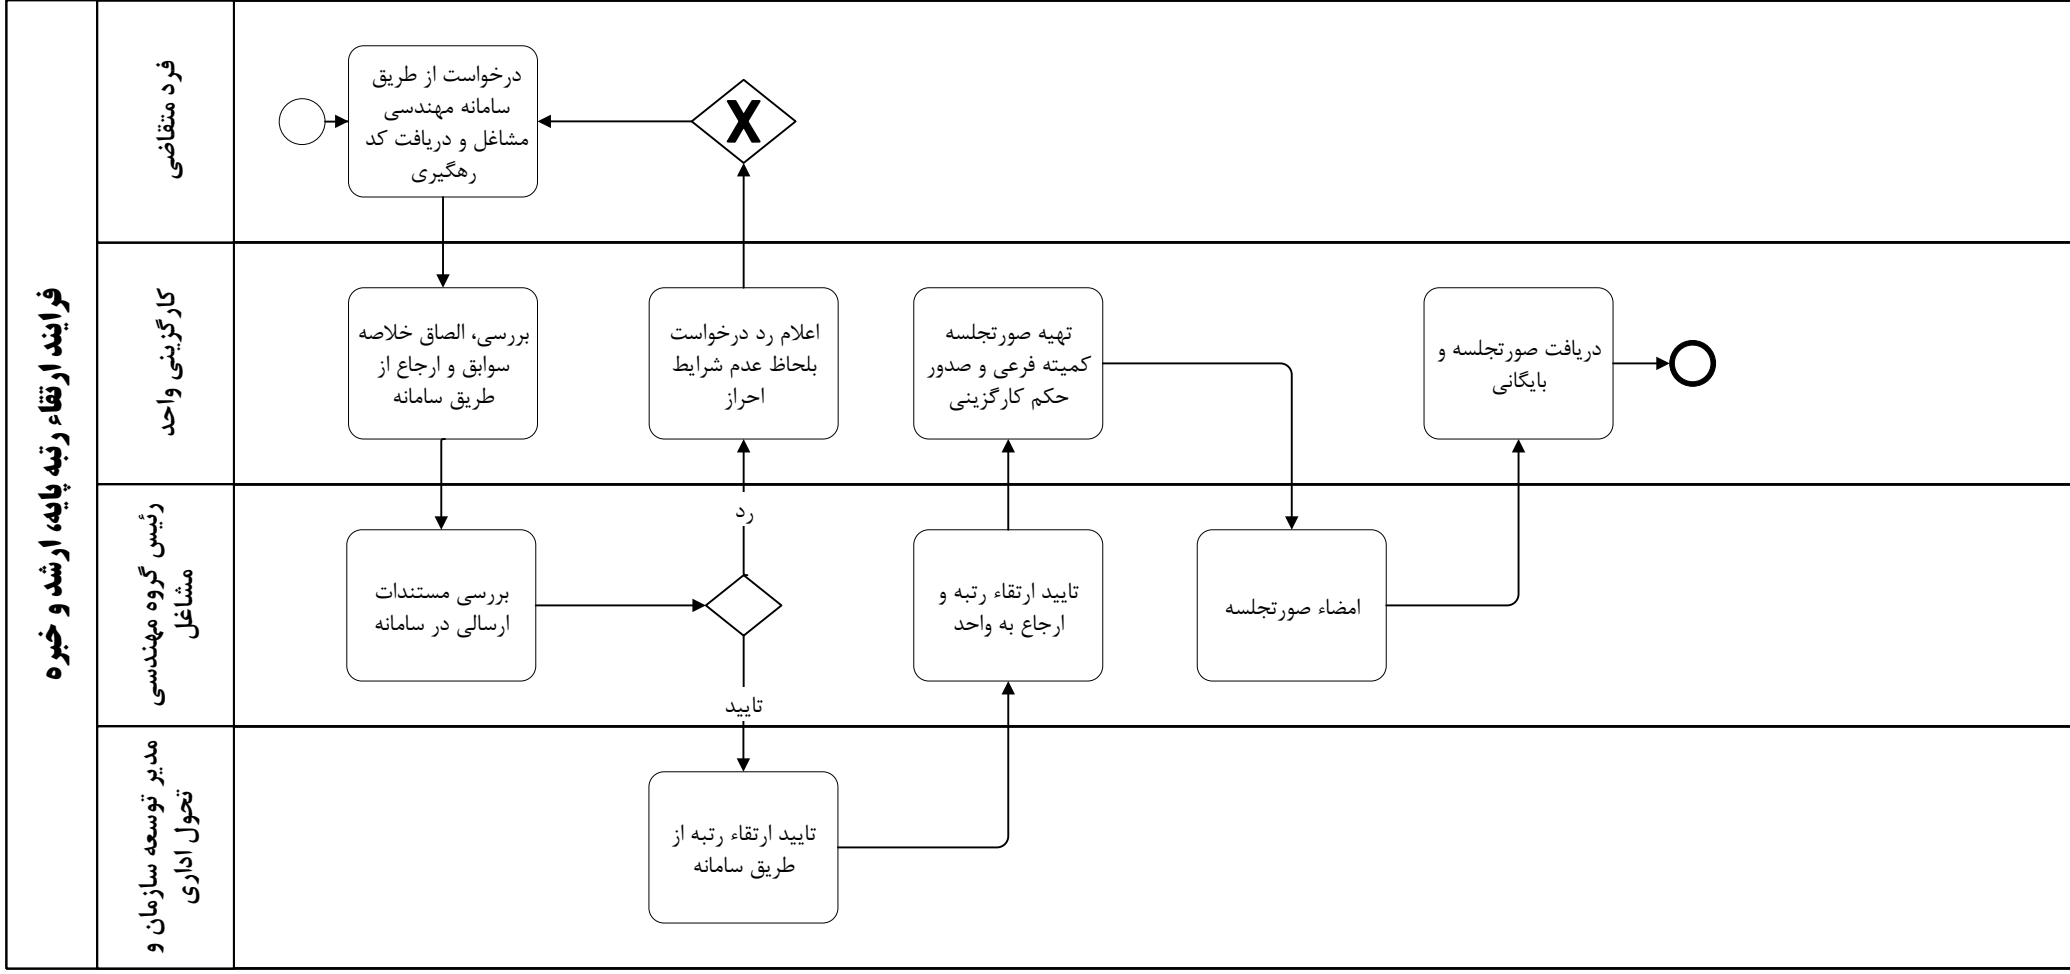 فرایند ارتقاء رتبه پایه، ارشد و خبره
فرد متقاضی
درخواست از طریق
سامانه مهندسی
مشاغل و دریافت کد
رهگیری
X
کارگزینی واحد
بررسی، الصاق خلاصه
سوابق و ارجاع از
طریق سامانه
اعلام رد درخواست
بلحاظ عدم شرایط
احراز
تهیه صورتجلسه
کمیته فرعی و صدور
حکم کارگزینی
دریافت صورتجلسه و
بایگانی
رئیس گروه مهندسی
مشاغل
بررسی مستندات
ارسالی در سامانه
رد
تایید
تایید ارتقاء رتبه و
ارجاع به واحد
امضاء صورتجلسه
مدیر توسعه سازمان و
تحول اداری
تایید ارتقاء رتبه از
طریق سامانه